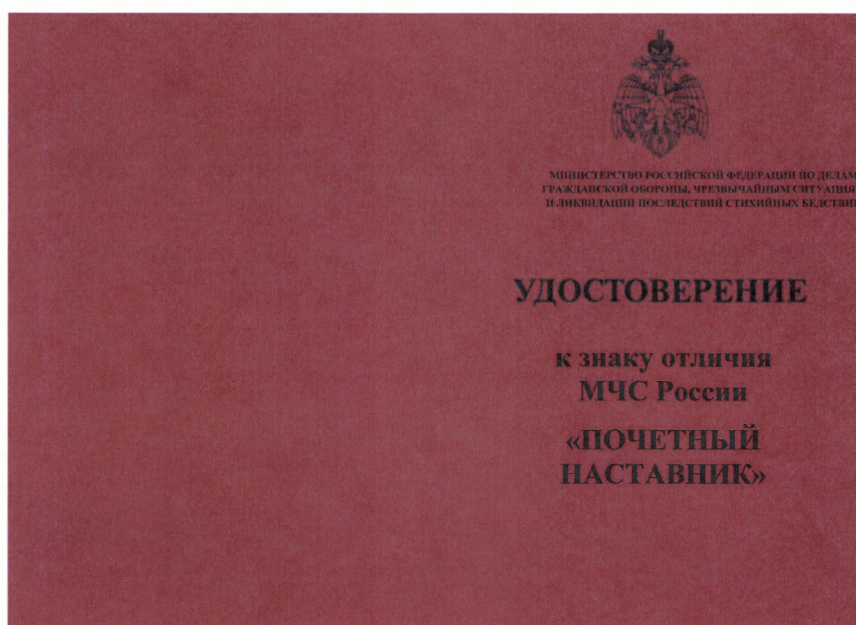 МИНИСТЕРСТВО РОССИЙСКОЙ ФЕДЕРАЦИИ ПО ДЕЛАМ
ГРАЖДАНСКОЙ ОБОРОНЫ, ЧРЕЗВЫЧАЙНЫМ СИТУАЦИЯ
И ЛИКВИДАЦИИ ПОСЛЕДСТВИЙ СТИХИЙНЫХ БЕДСТВИ
УДОСТОВЕРЕНИЕ
к знаку отличия
МЧС России
«ПОЧЕТНЫЙ
НАСТАВНИК»